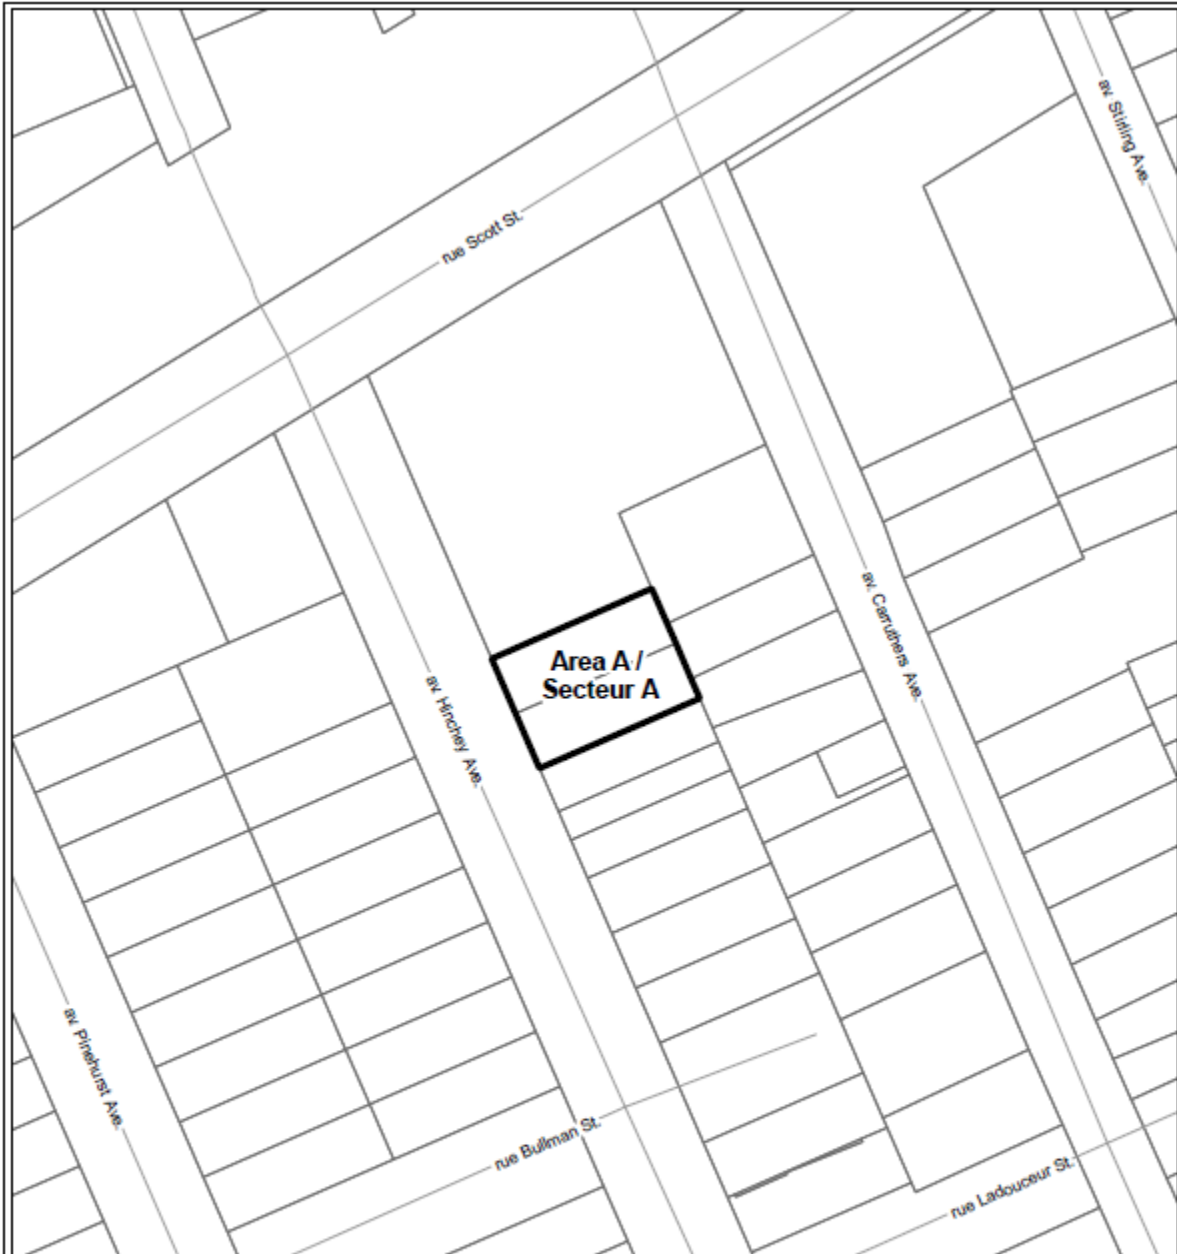 av. Stirling Ave.
rue Scott St.
av. Carruthers Ave.
Area A /
Secteur A
av. Hinchey Ave.
av. Pinehurst Ave.
rue Bullman St.
rue Ladouceur St.